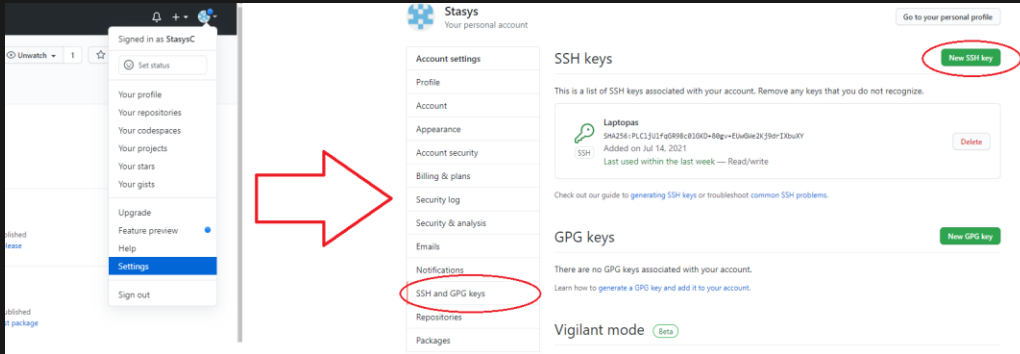 Signed in as StasysC
Unwatch 1
Set status
Your profile
Your repositories
Your codespaces
Your projects
Your stars
Your gists
Upgrade
Feature preview
Help
Settings
Sign out
blished
lease
ublished
st package
Stasys
Your personal account
Go to your personal profile
Account settings
Profile
Account
Appearance
Account security
Billing & plans
Security log
Security & analysis
Emails
Notifications
SSH and GPG keys
Repositories
Packages
SSH keys
New SSH key
This is a list of SSH keys associated with your account. Remove any keys that you do not recognize.
Laptopas
SSH
Added on Jul 14, 2021
Last used within the last week — Read/write
Delete
Check out our guide to generating SSH keys or troubleshoot common SSH problems.
GPG keys
New GPG key
There are no GPG keys associated with your account.
Learn how to generate a GPG key and add it to your account.
Vigilant mode Beta